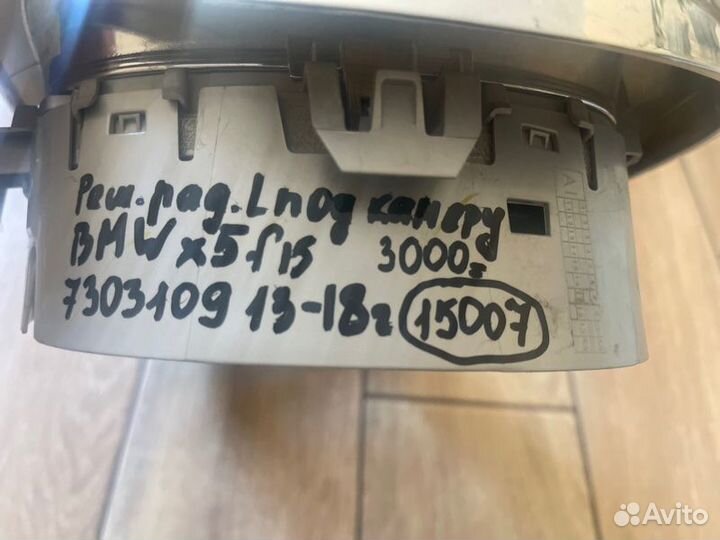 Реш. рад. L под камеру
BMW x5 f15 3000=
7303109 13-18г 15007
Avito